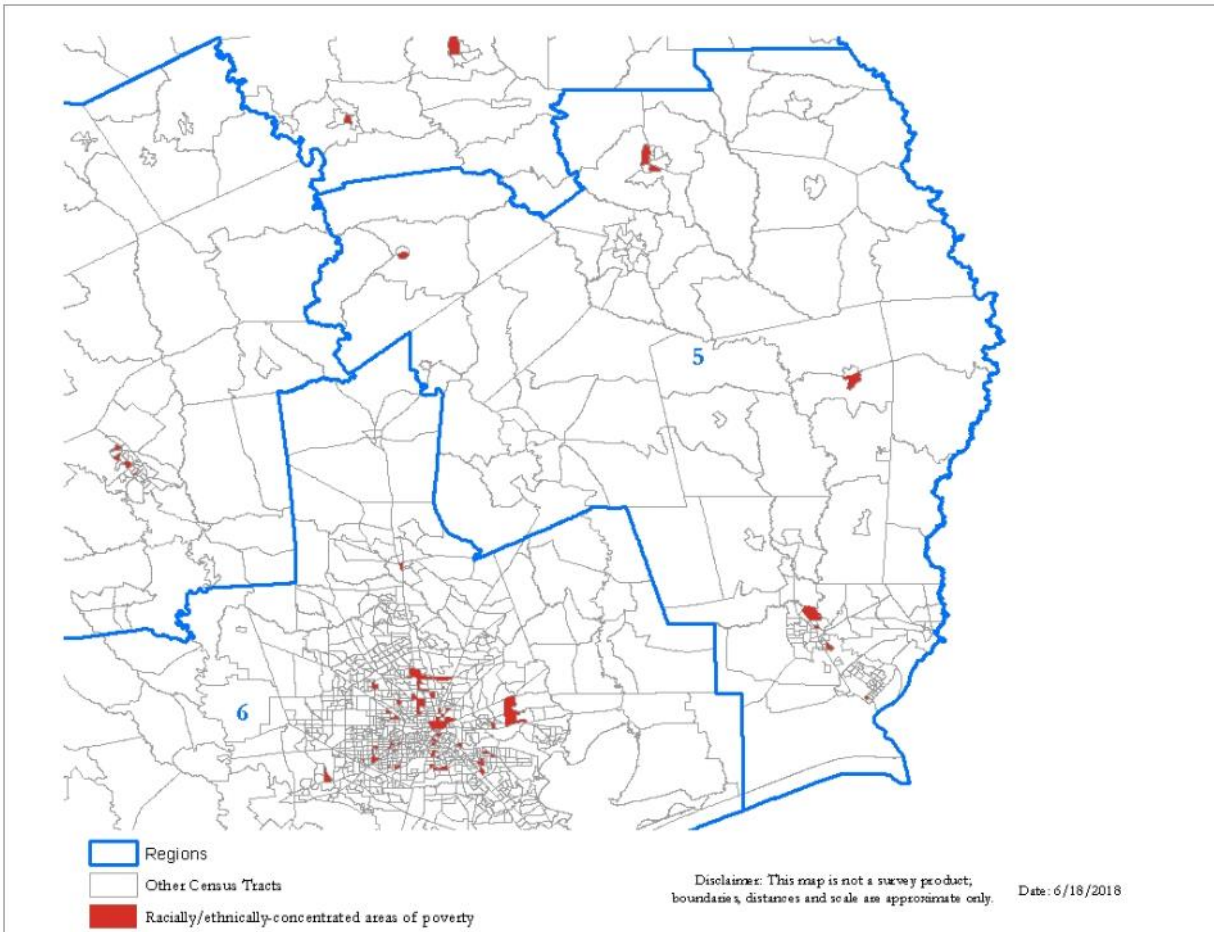 5
6
Regions
Other Census Tracts
Racially/ethnically-concentrated areas of poverty
Disclaimer: This map is not a survey product;
boundaries, distances and scale are approximate only.
Date: 6/18/2018